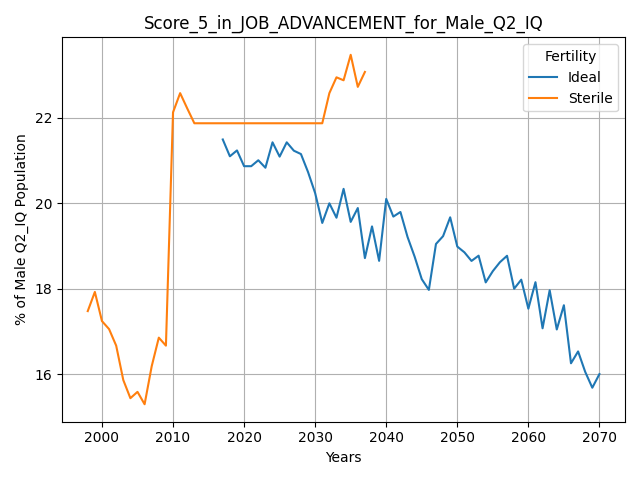 Score_5_in_JOB_ADVANCEMENT_for_Male_Q2_IQ
Fertility
Ideal
Sterile
% of Male Q2_IQ Population
22
20
18
16
2000 2010 2020 2030 2040 2050 2060 2070
Years